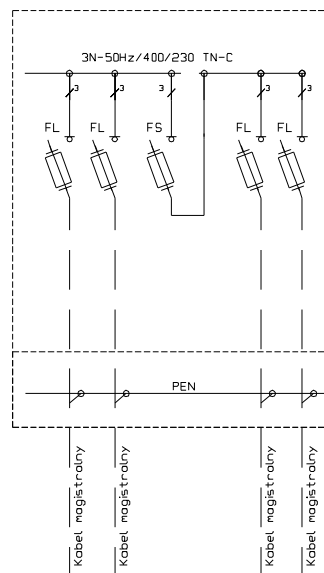 3N-50Hz/400/230 TN-C
3 3 3 3 3
FL FL FS FL FL
PEN
Kabel magistralny
Kabel magistralny
Kabel magistralny
Kabel magistralny